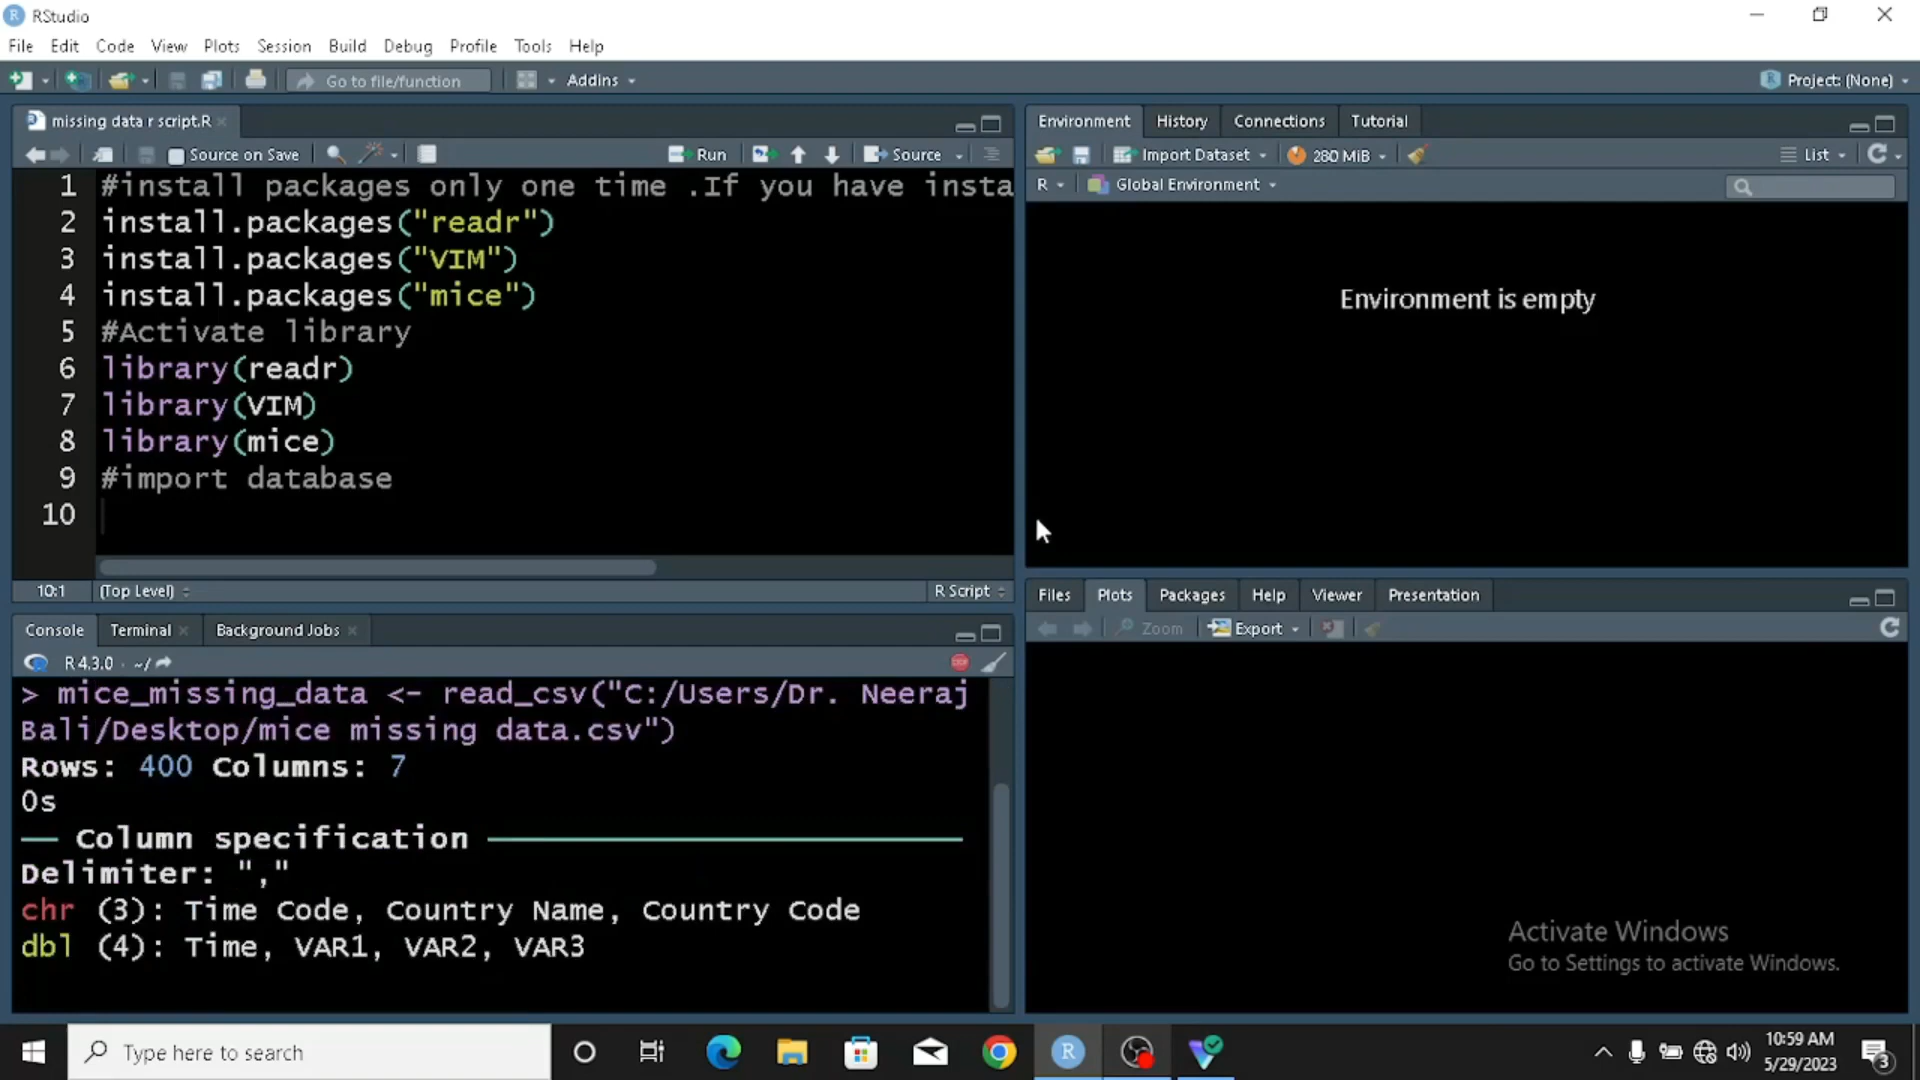 RStudio
File Edit Code View Plots Session Build Debug Profile Tools Help
Go to file/function Addins Project: (None)
missing data r script.R
Source on Save Run Source
1 #install packages only one time .If you have insta
2 install.packages("readr")
3 install.packages("VIM")
4 install.packages("mice")
5 #Activate library
6 library(readr)
7 library(VIM)
8 library(mice)
9 #import database
10
10:1 (Top Level) R Script
Console Terminal Background Jobs
R 4.3.0 · ~/
> mice_missing_data <- read_csv("C:/Users/Dr. Neeraj
Bali/Desktop/mice missing data.csv")
Rows: 400 Columns: 7
0s
── Column specification ──────────
Delimiter: ","
chr (3): Time Code, Country Name, Country Code
dbl (4): Time, VAR1, VAR2, VAR3
Environment History Connections Tutorial
Import Dataset 280 MiB List
R Global Environment
Environment is empty
Files Plots Packages Help Viewer Presentation
Zoom Export
Activate Windows
Go to Settings to activate Windows.
Type here to search
10:59 AM
5/29/2023
3